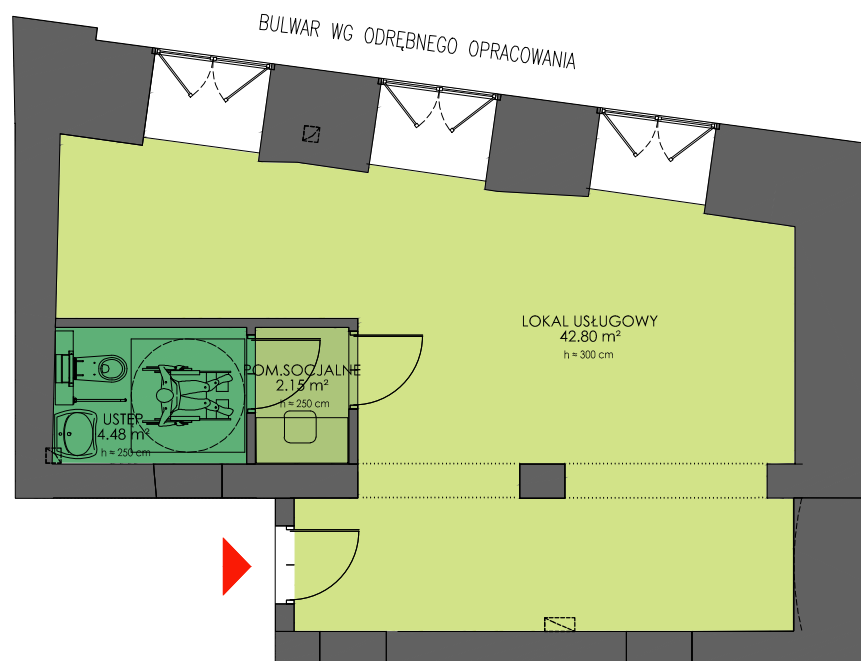 BULWAR WG ODRĘBNEGO OPRACOWANIA
LOKAL USŁUGOWY
42.80 m²
h ≈ 300 cm
POM.SOCJALNE
2.15 m²
h ≈ 250 cm
USTĘP
4.48 m²
h ≈ 250 cm